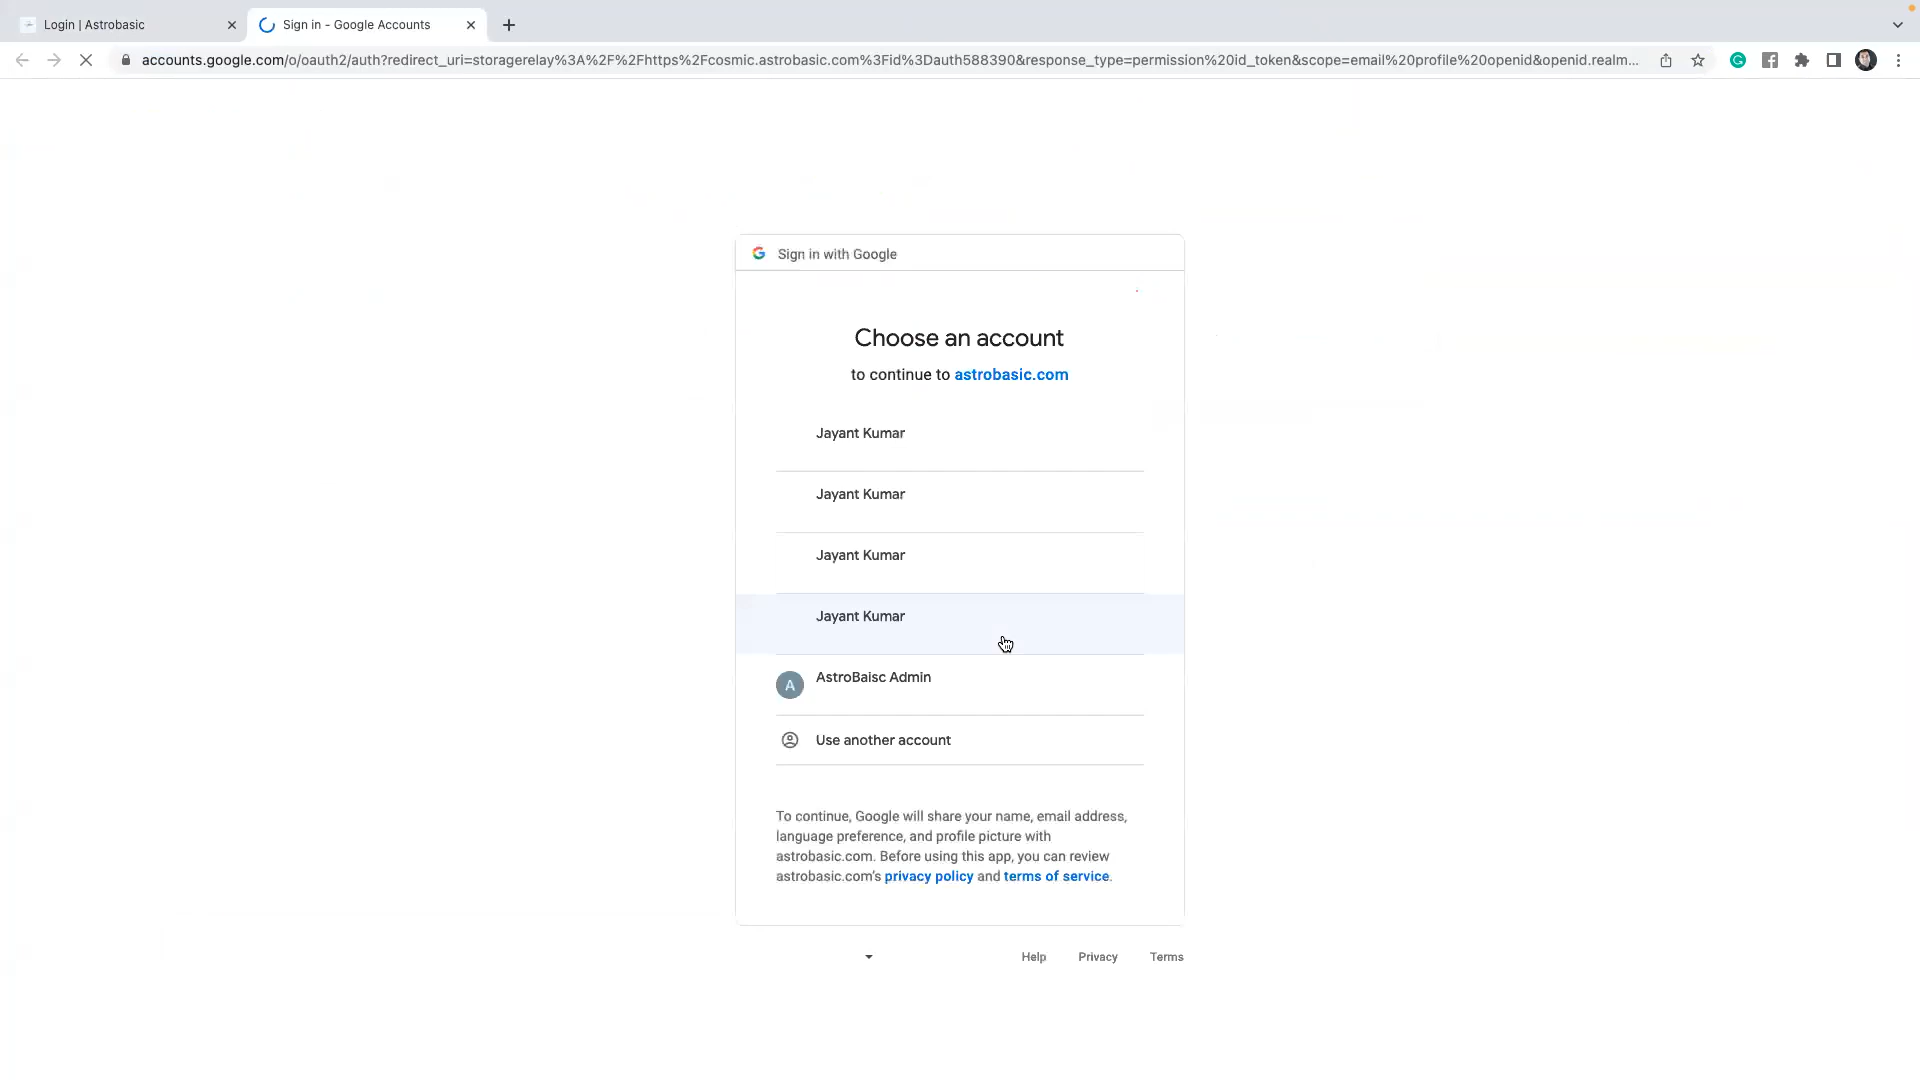 Login | Astrobasic
Sign in - Google Accounts
accounts.google.com/o/oauth2/auth?redirect_uri=storagerelay%3A%2F%2Fhttps%2Fcosmic.astrobasic.com%3Fid%3Dauth588390&response_type=permission%20id_token&scope=email%20profile%20openid&openid.realm...
Sign in with Google
Choose an account
to continue to astrobasic.com
Jayant Kumar
Jayant Kumar
Jayant Kumar
Jayant Kumar
A
AstroBaisc Admin
Use another account
To continue, Google will share your name, email address,
language preference, and profile picture with
astrobasic.com. Before using this app, you can review
astrobasic.com's privacy policy and terms of service.
Help Privacy Terms